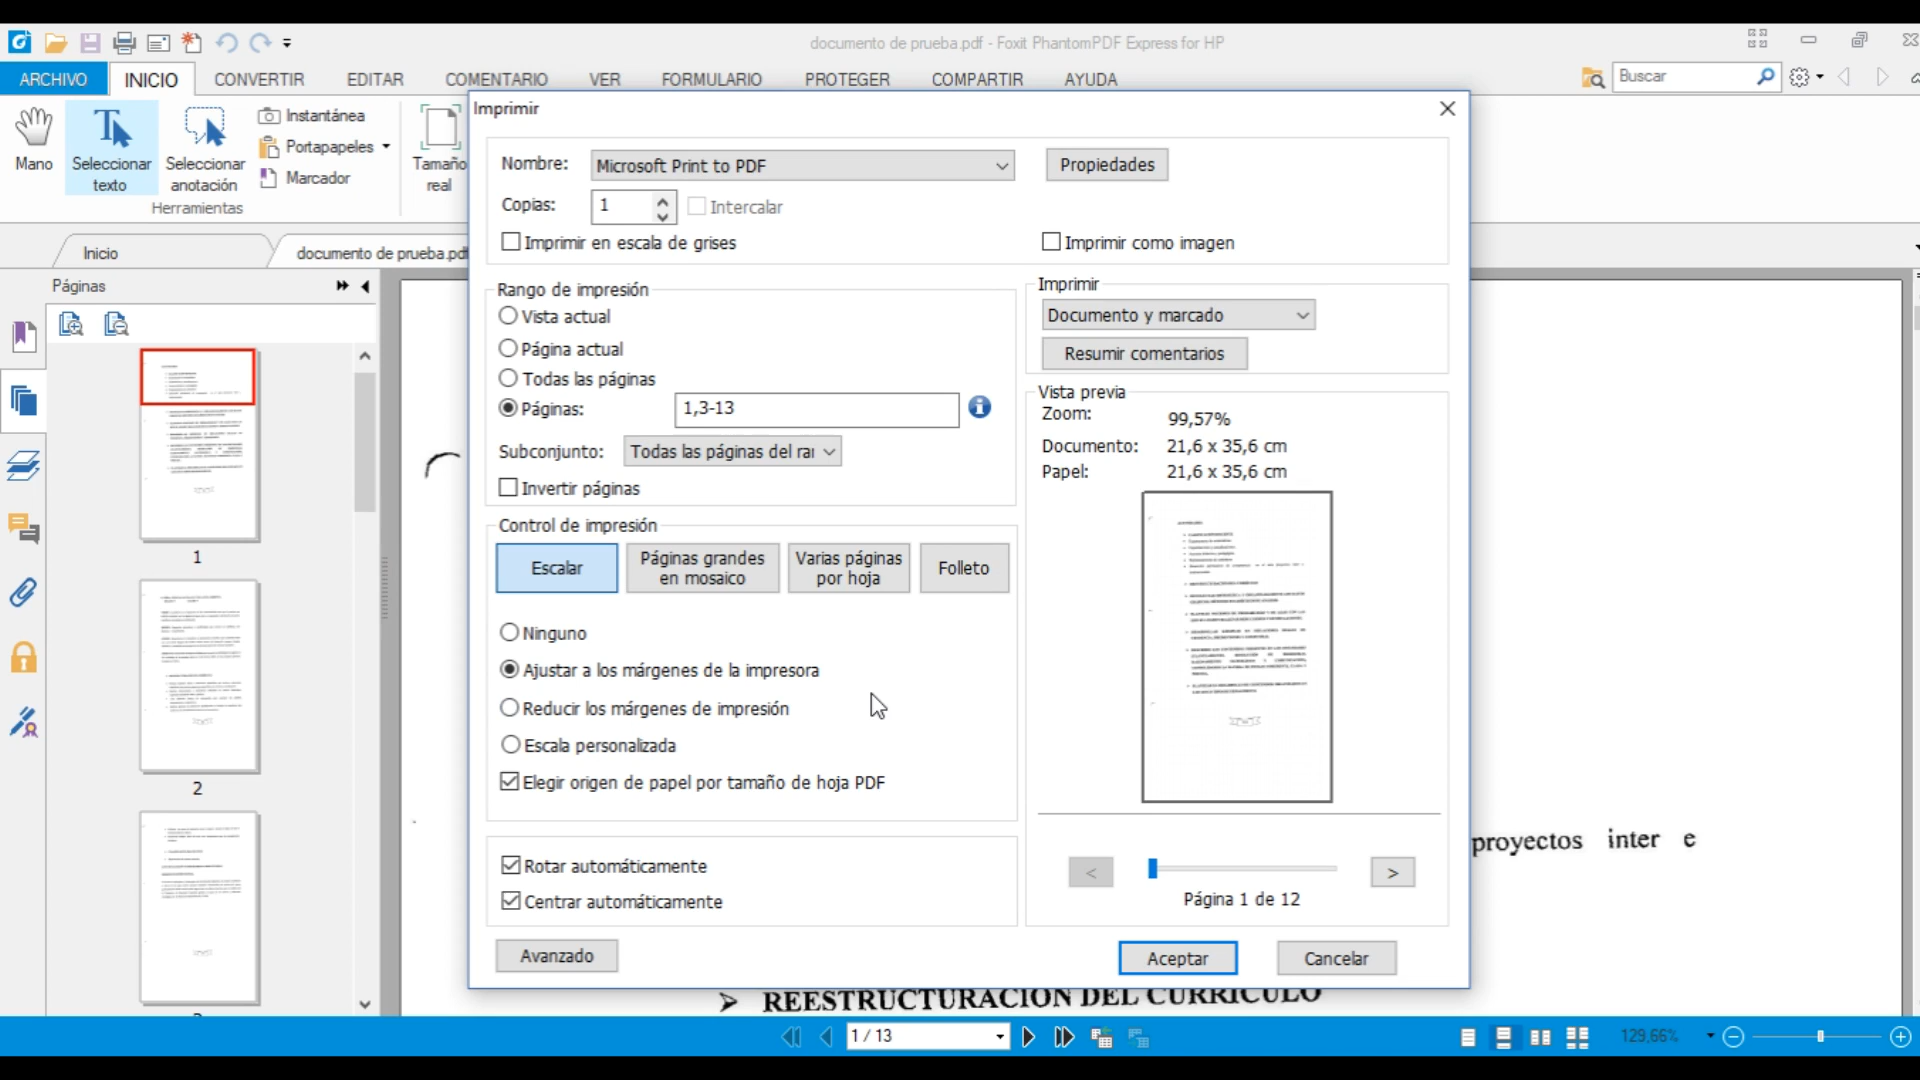 documento de prueba.pdf - Foxit PhantomPDF Express for HP
ARCHIVO INICIO CONVERTIR EDITAR COMENTARIO VER FORMULARIO PROTEGER COMPARTIR AYUDA
Buscar
Mano
Seleccionar texto
Seleccionar anotación
Instantánea
Portapapeles
Marcador
Tamaño real
Herramientas
Inicio
documento de prueba.pdf
Páginas
1
2
Imprimir
Nombre: Microsoft Print to PDF Propiedades
Copias: 1 Intercalar
Imprimir en escala de grises Imprimir como imagen
Rango de impresión
Vista actual
Página actual
Todas las páginas
Páginas: 1,3-13
Subconjunto: Todas las páginas del ra
Invertir páginas
Control de impresión
Escalar
Páginas grandes en mosaico
Varias páginas por hoja
Folleto
Ninguno
Ajustar a los márgenes de la impresora
Reducir los márgenes de impresión
Escala personalizada
Elegir origen de papel por tamaño de hoja PDF
Rotar automáticamente
Centrar automáticamente
Avanzado
Imprimir
Documento y marcado
Resumir comentarios
Vista previa
Zoom: 99,57%
Documento: 21,6 x 35,6 cm
Papel: 21,6 x 35,6 cm
< >
Página 1 de 12
Aceptar Cancelar
proyectos inter e
➢ REESTRUCTURACION DEL CURRICULO
1 / 13
129,66%